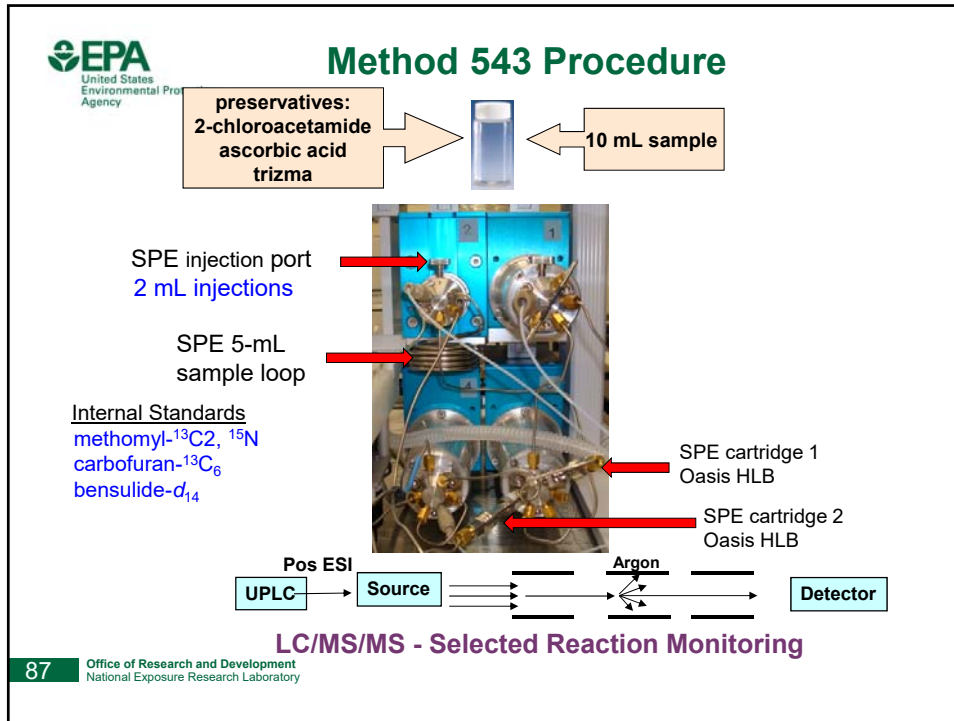 EPA
United States
Environmental Prot
Agency
Method 543 Procedure
preservatives:
2-chloroacetamide
ascorbic acid
trizma
10 mL sample
2
1
4
SPE injection port
2 mL injections
SPE 5-mL
sample loop
Internal Standards
methomyl-¹³C2, ¹⁵N
carbofuran-¹³C₆
bensulide-d₁₄
SPE cartridge 1
Oasis HLB
SPE cartridge 2
Oasis HLB
Pos ESI
UPLC
Source
Argon
Detector
LC/MS/MS - Selected Reaction Monitoring
87
Office of Research and Development
National Exposure Research Laboratory